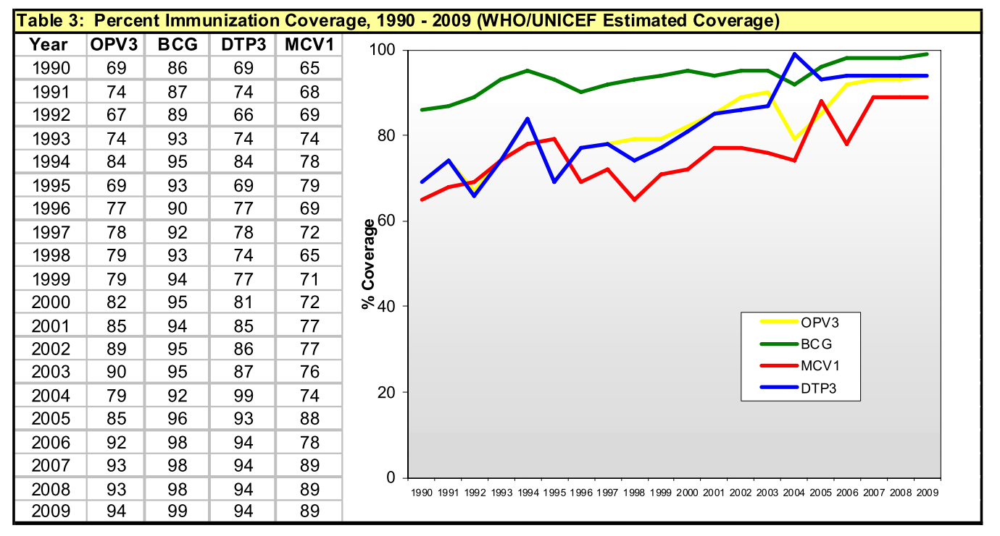 Table 3: Percent Immunization Coverage, 1990 - 2009 (WHO/UNICEF Estimated Coverage)
Year OPV3 BCG DTP3 MCV1
1990 69 86 69 65
1991 74 87 74 68
1992 67 89 66 69
1993 74 93 74 74
1994 84 95 84 78
1995 69 93 69 79
1996 77 90 77 69
1997 78 92 78 72
1998 79 93 74 65
1999 79 94 77 71
2000 82 95 81 72
2001 85 94 85 77
2002 89 95 86 77
2003 90 95 87 76
2004 79 92 99 74
2005 85 96 93 88
2006 92 98 94 78
2007 93 98 94 89
2008 93 98 94 89
2009 94 99 94 89
% Coverage
100
80
60
40
20
0
OPV3
BCG
MCV1
DTP3
1990 1991 1992 1993 1994 1995 1996 1997 1998 1999 2000 2001 2002 2003 2004 2005 2006 2007 2008 2009